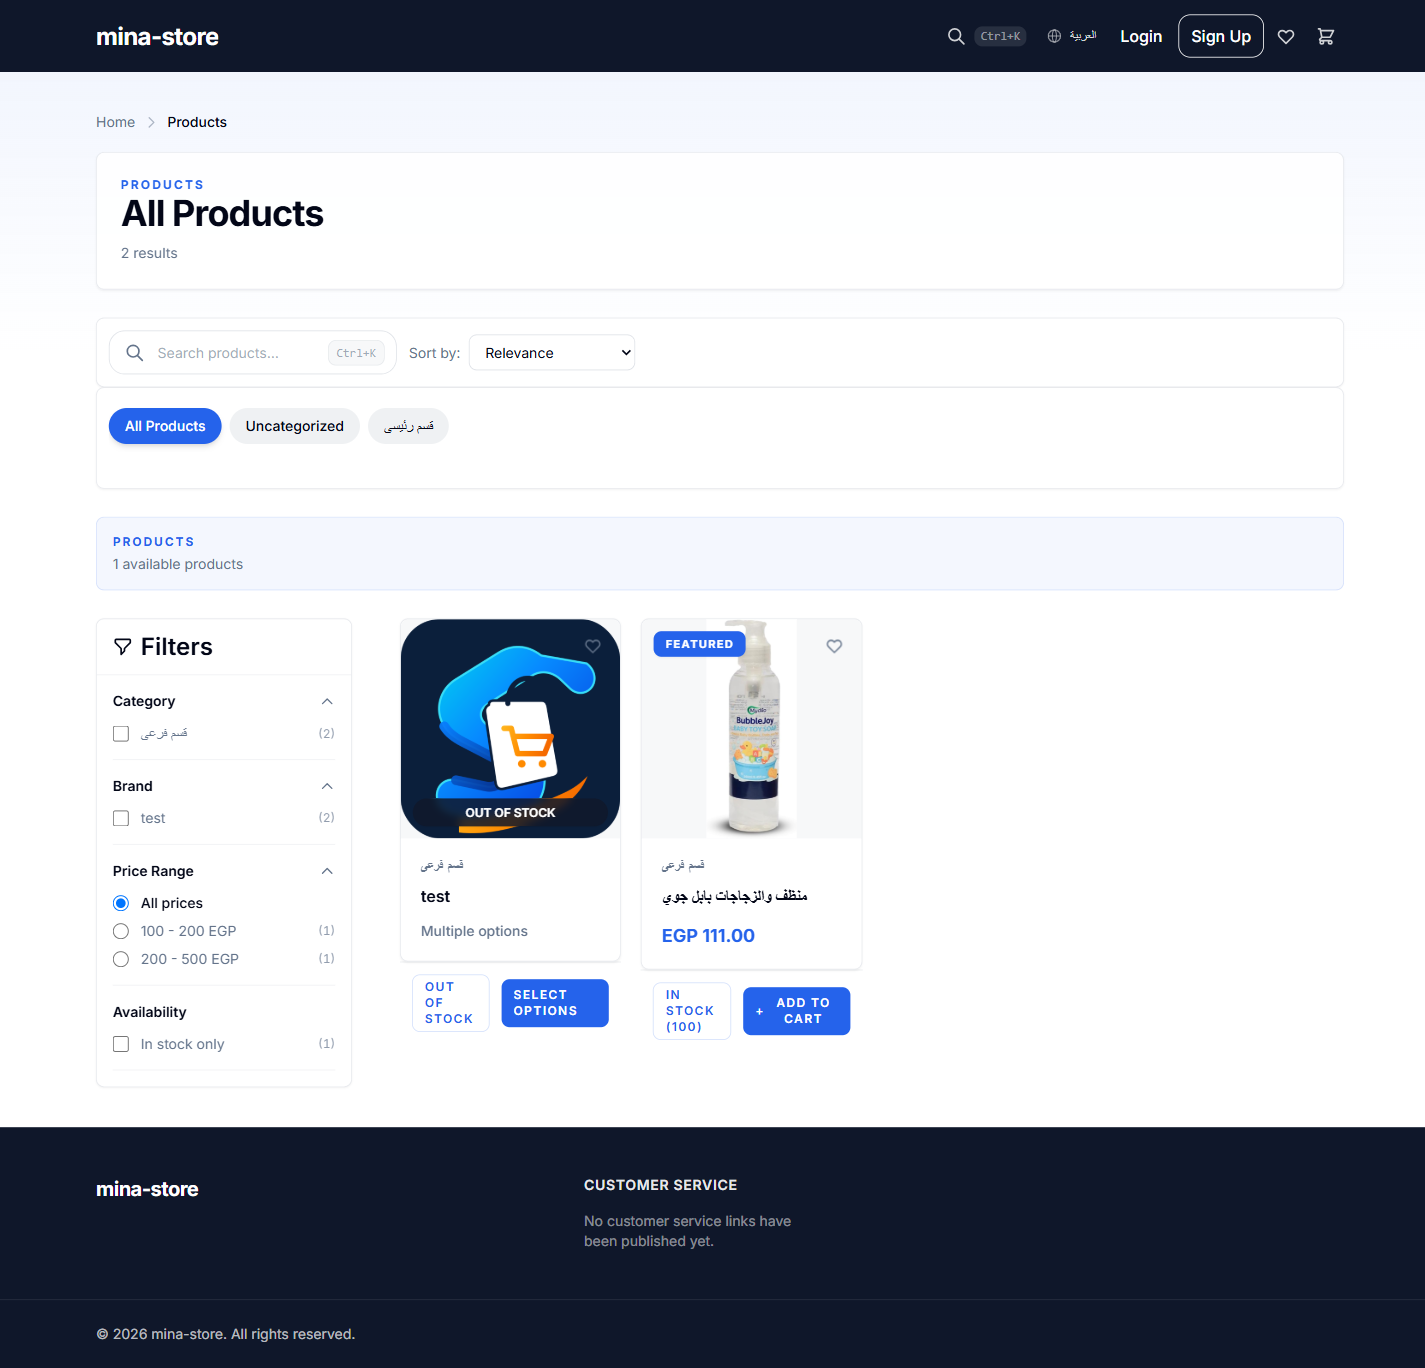 mina-store
Ctrl+K
العربية
Login
Sign Up
Home
Products
PRODUCTS
All Products
2 results
Search products...
Ctrl+K
Sort by:
Relevance
All Products
Uncategorized
قسم رئيسى
PRODUCTS
1 available products
Filters
Category
قسم فرعى
(2)
Brand
test
(2)
Price Range
All prices
100 - 200 EGP
(1)
200 - 500 EGP
(1)
Availability
In stock only
(1)
OUT OF STOCK
قسم فرعى
test
Multiple options
OUT
OF
STOCK
SELECT
OPTIONS
FEATURED
BubbleJoy
قسم فرعى
منظف والزجاجات بابل جوي
EGP 111.00
IN
STOCK
(100)
+ ADD TO
CART
mina-store
CUSTOMER SERVICE
No customer service links have
been published yet.
© 2026 mina-store. All rights reserved.